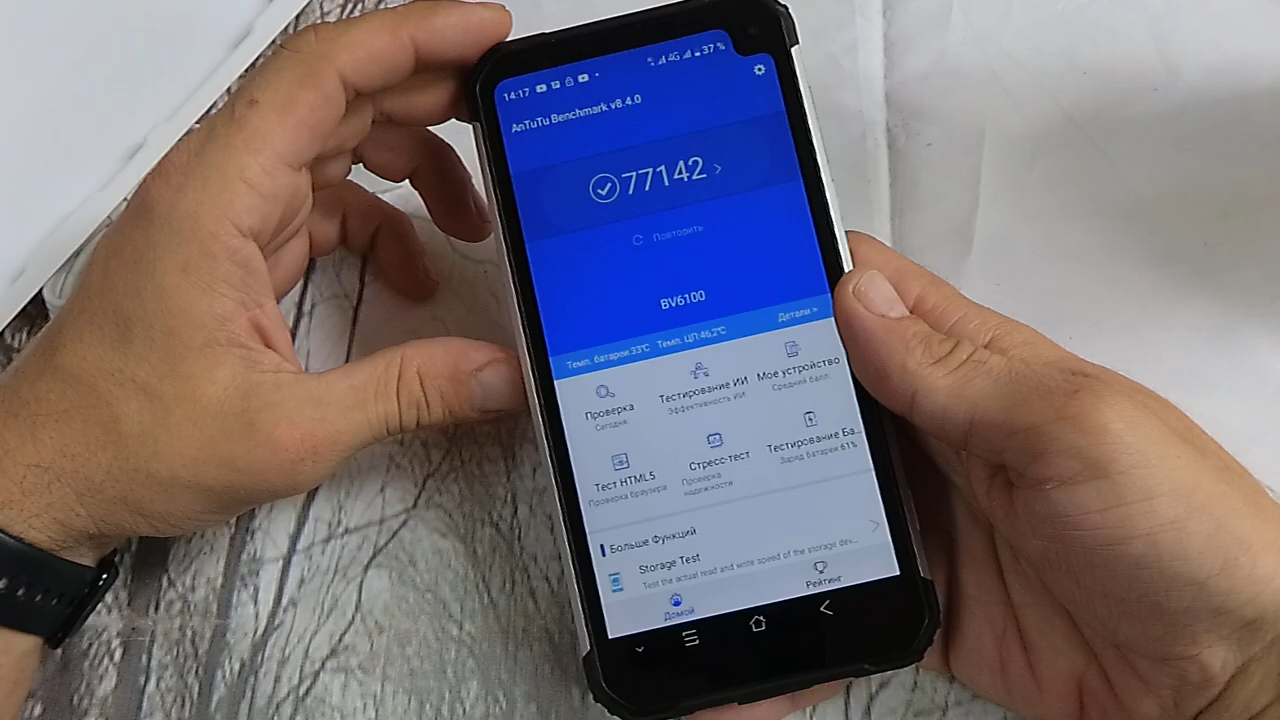 14:17 4G 37 %
AnTuTu Benchmark v8.4.0
77142 >
Повторить
BV6100
Темп. батареи:33℃ Темп. ЦП:46,2℃ Детали >
Проверка
Сегодня:
Тестирование ИИ
Эффективность ИИ
Мое устройство
Средний балл
Тест HTML5
Проверка браузера
Стресс-тест
Проверка
надежности
Тестирование Ба...
Заряд батареи 61%
Больше Функций
Storage Test
Test the actual read and write speed of the storage dev...
Домой
Рейтинг